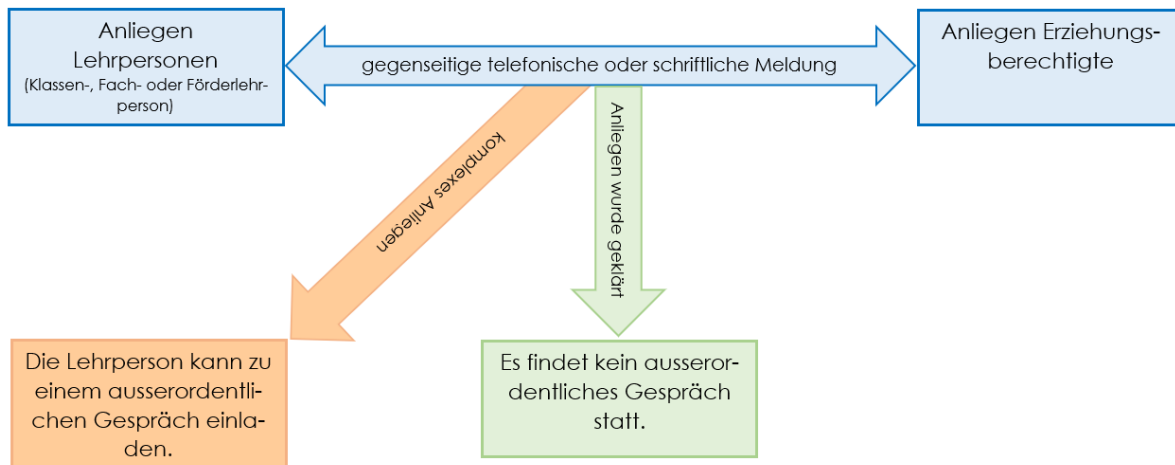 Anliegen
Lehrpersonen
(Klassen-, Fach- oder Förderlehr-
person)
gegenseitige telefonische oder schriftliche Meldung
Anliegen Erziehungs-
berechtigte
komplexes Anliegen
Anliegen wurde geklärt
Die Lehrperson kann zu
einem ausserordentli-
chen Gespräch einla-
den.
Es findet kein ausseror-
dentliches Gespräch
statt.